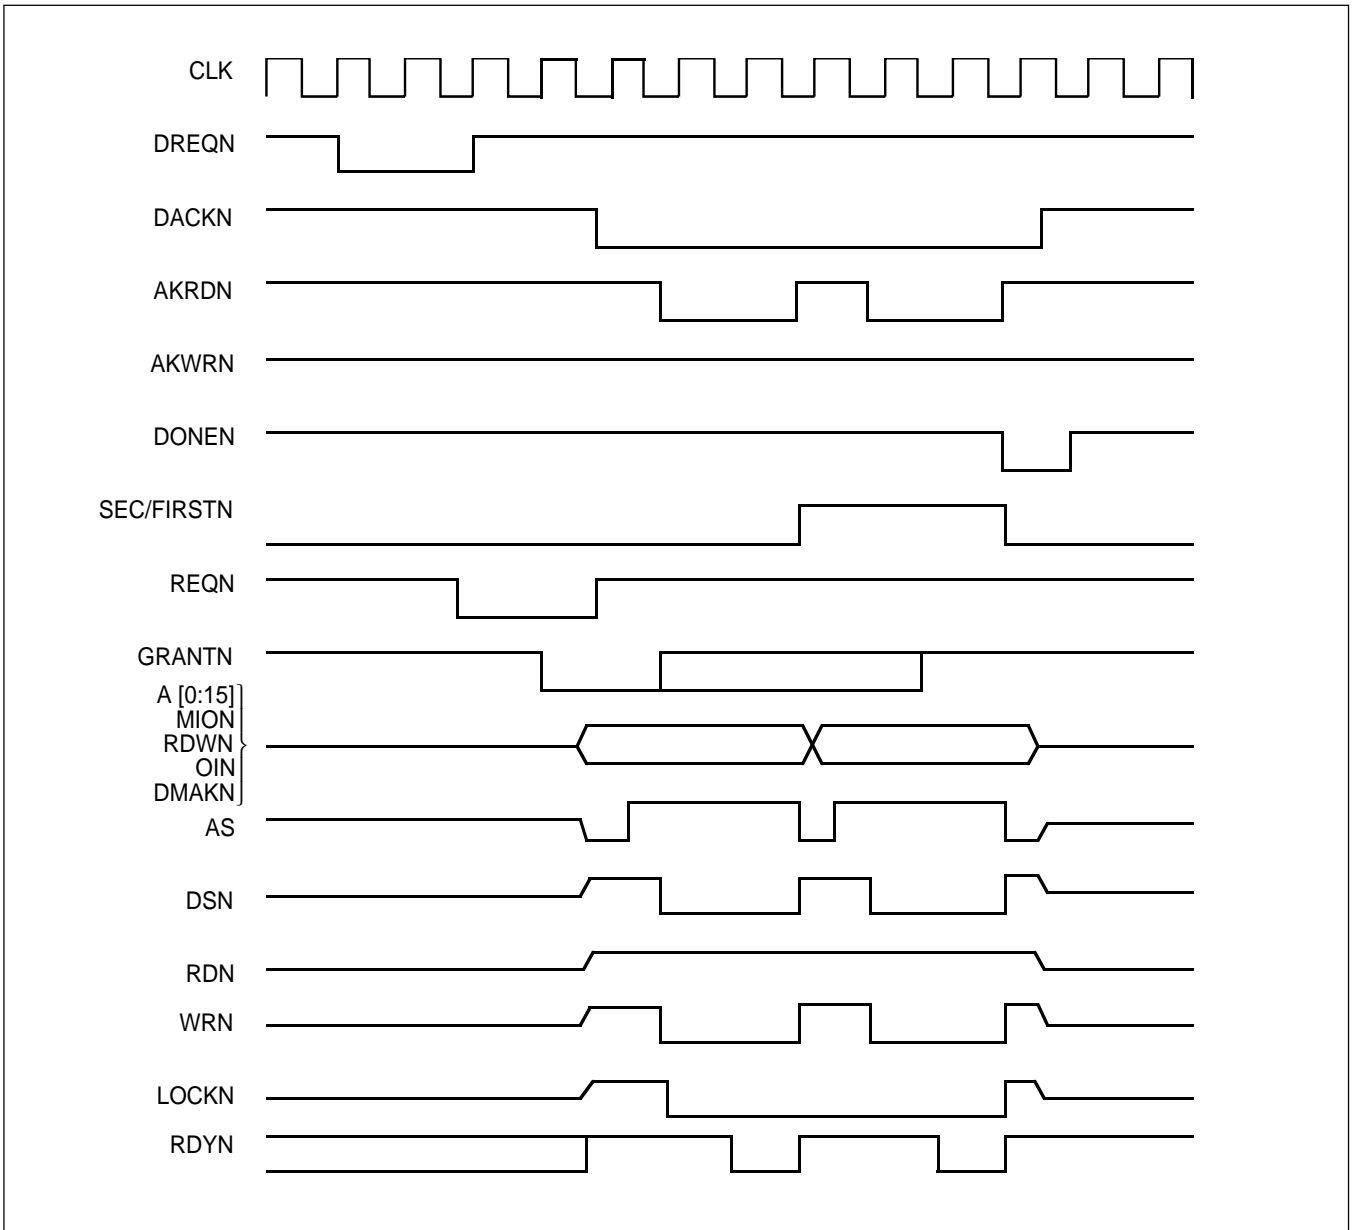 CLK
DREQN
DACKN
AKRDN
AKWRN
DONEN
SEC/FIRSTN
REQN
GRANTN
A [0:15]
MION
RDWN
OIN
DMAKN
AS
DSN
RDN
WRN
LOCKN
RDYN